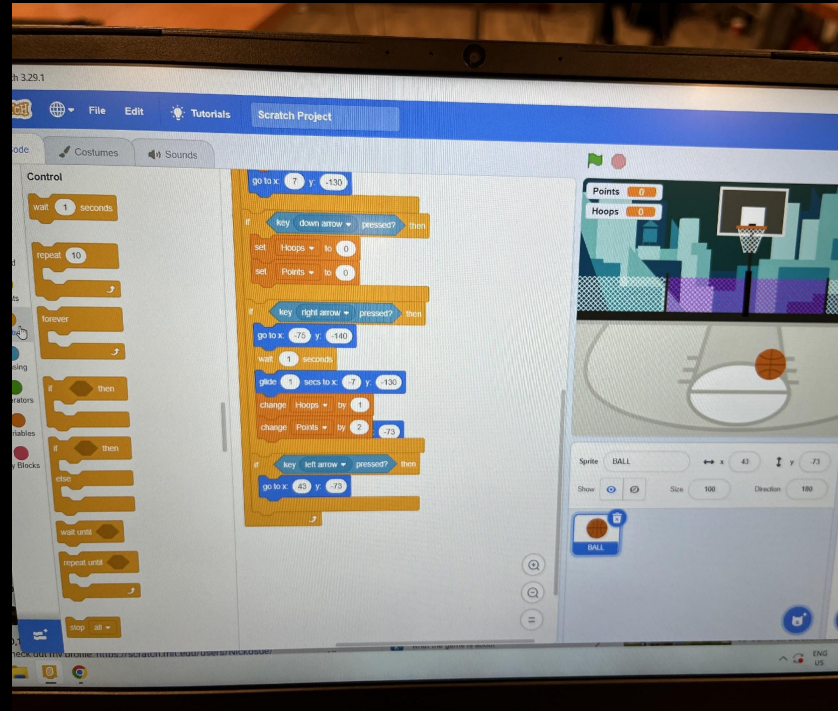 3.29.1
File Edit Tutorials Scratch Project
Costumes Sounds
Control
wait 1 seconds
repeat 10
forever
if then
if then
else
wait until
repeat until
stop all
go to x: 7 y: -130
if key down arrow pressed? then
set Hoops to 0
set Points to 0
if key right arrow pressed? then
go to x: -75 y: -140
wait 1 seconds
glide 1 secs to x: -7 y: -130
change Hoops by 1
change Points by 2
-73
if key left arrow pressed? then
go to x: 43 y: -73
Points 0
Hoops 0
Sprite BALL x 43 y -73
Show Size 100 Direction 180
BALL
ENG
US